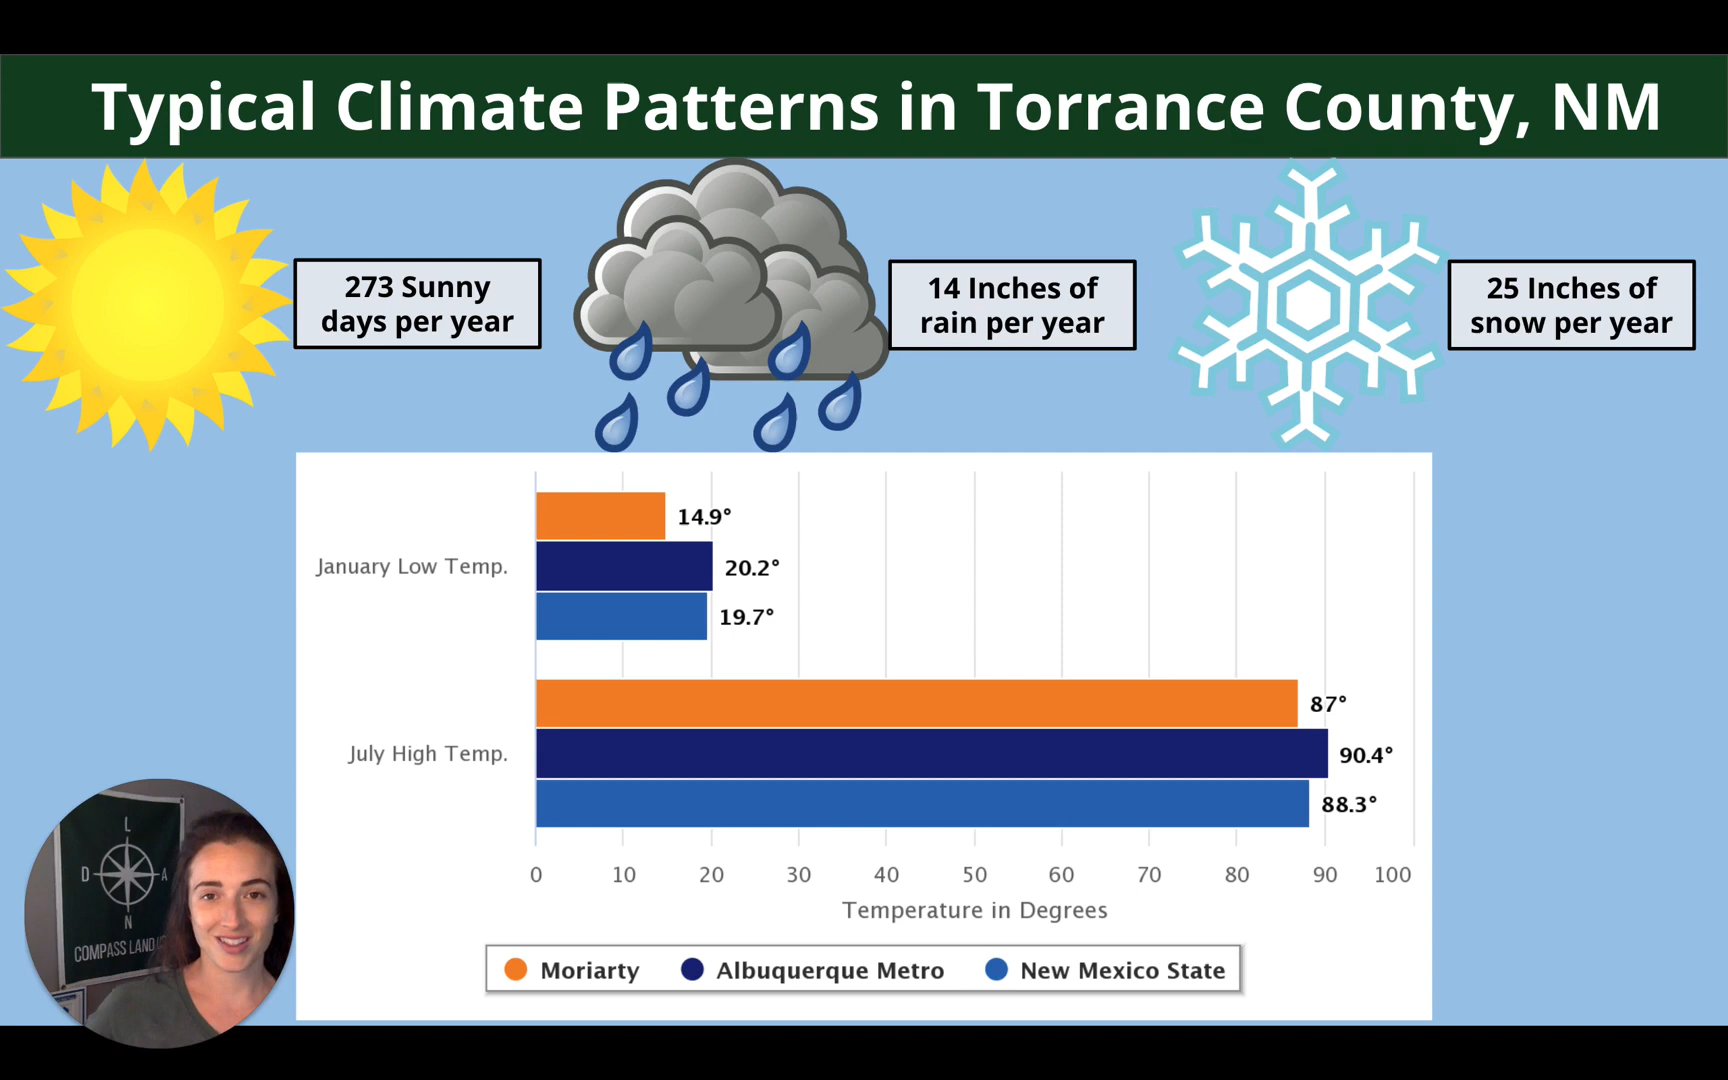 Typical Climate Patterns in Torrance County, NM
273 Sunny
days per year
14 Inches of
rain per year
25 Inches of
snow per year
14.9°
January Low Temp.
20.2°
19.7°
87°
July High Temp.
90.4°
88.3°
0 10 20 30 40 50 60 70 80 90 100
Temperature in Degrees
Moriarty Albuquerque Metro New Mexico State
L
D A
N
COMPASS LAND